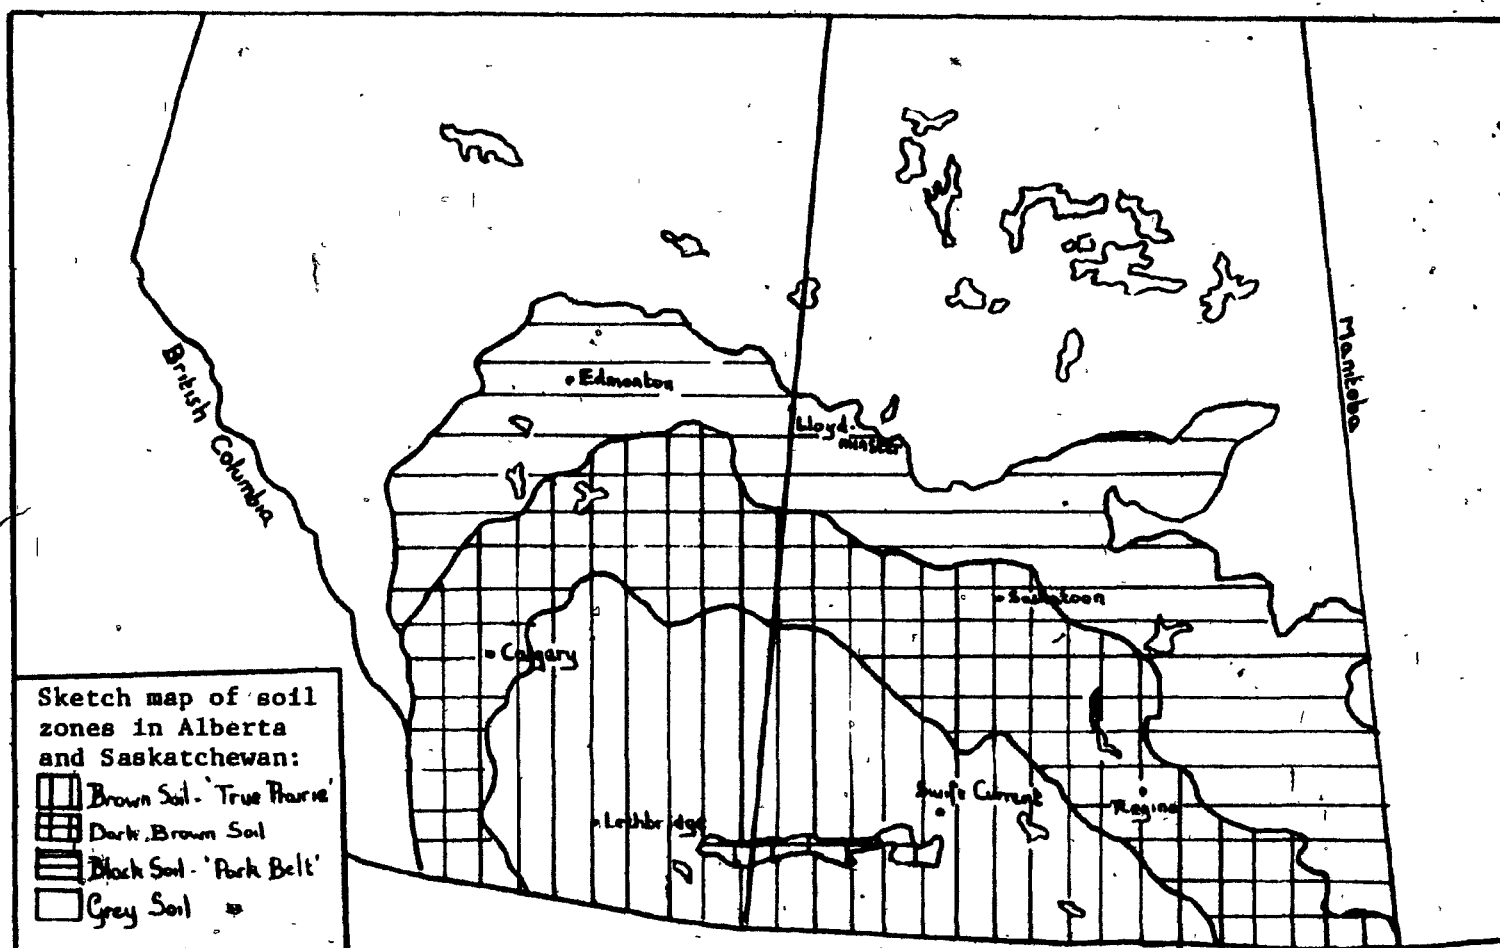 British Columbia
Manitoba
Edmonton
Lloyd-
minster
Saskatoon
Calgary
Swift Current
Regina
Lethbridge
Sketch map of soil
zones in Alberta
and Saskatchewan:
Brown Soil - 'True Prairie'
Dark Brown Soil
Black Soil - 'Park Belt'
Grey Soil